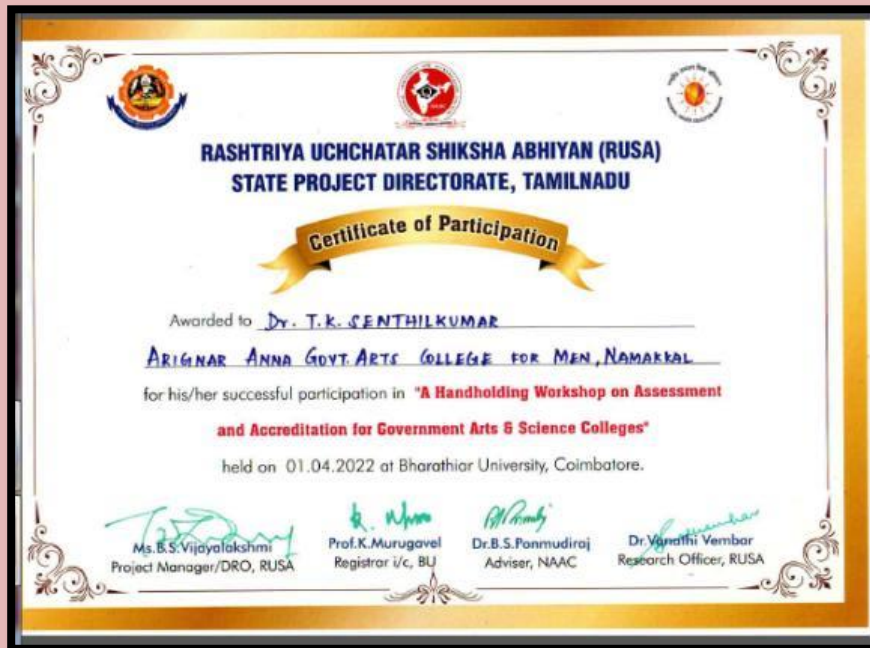 RASHTRIYA UCHCHATAR SHIKSHA ABHIYAN (RUSA)
STATE PROJECT DIRECTORATE, TAMILNADU
Certificate of Participation
Awarded to Dr. T.K. SENTHILKUMAR
ARIGNAR ANNA GOVT. ARTS COLLEGE FOR MEN, NAMAKKAL
for his/her successful participation in "A Handholding Workshop on Assessment
and Accreditation for Government Arts & Science Colleges"
held on 01.04.2022 at Bharathiar University, Coimbatore.
Ms.B.S.Vijayalakshmi Prof.K.Murugavel Dr.B.S.Ponmudiraj Dr.Vanathi Vembar
Project Manager/DRO, RUSA Registrar i/c, BU Adviser, NAAC Research Officer, RUSA